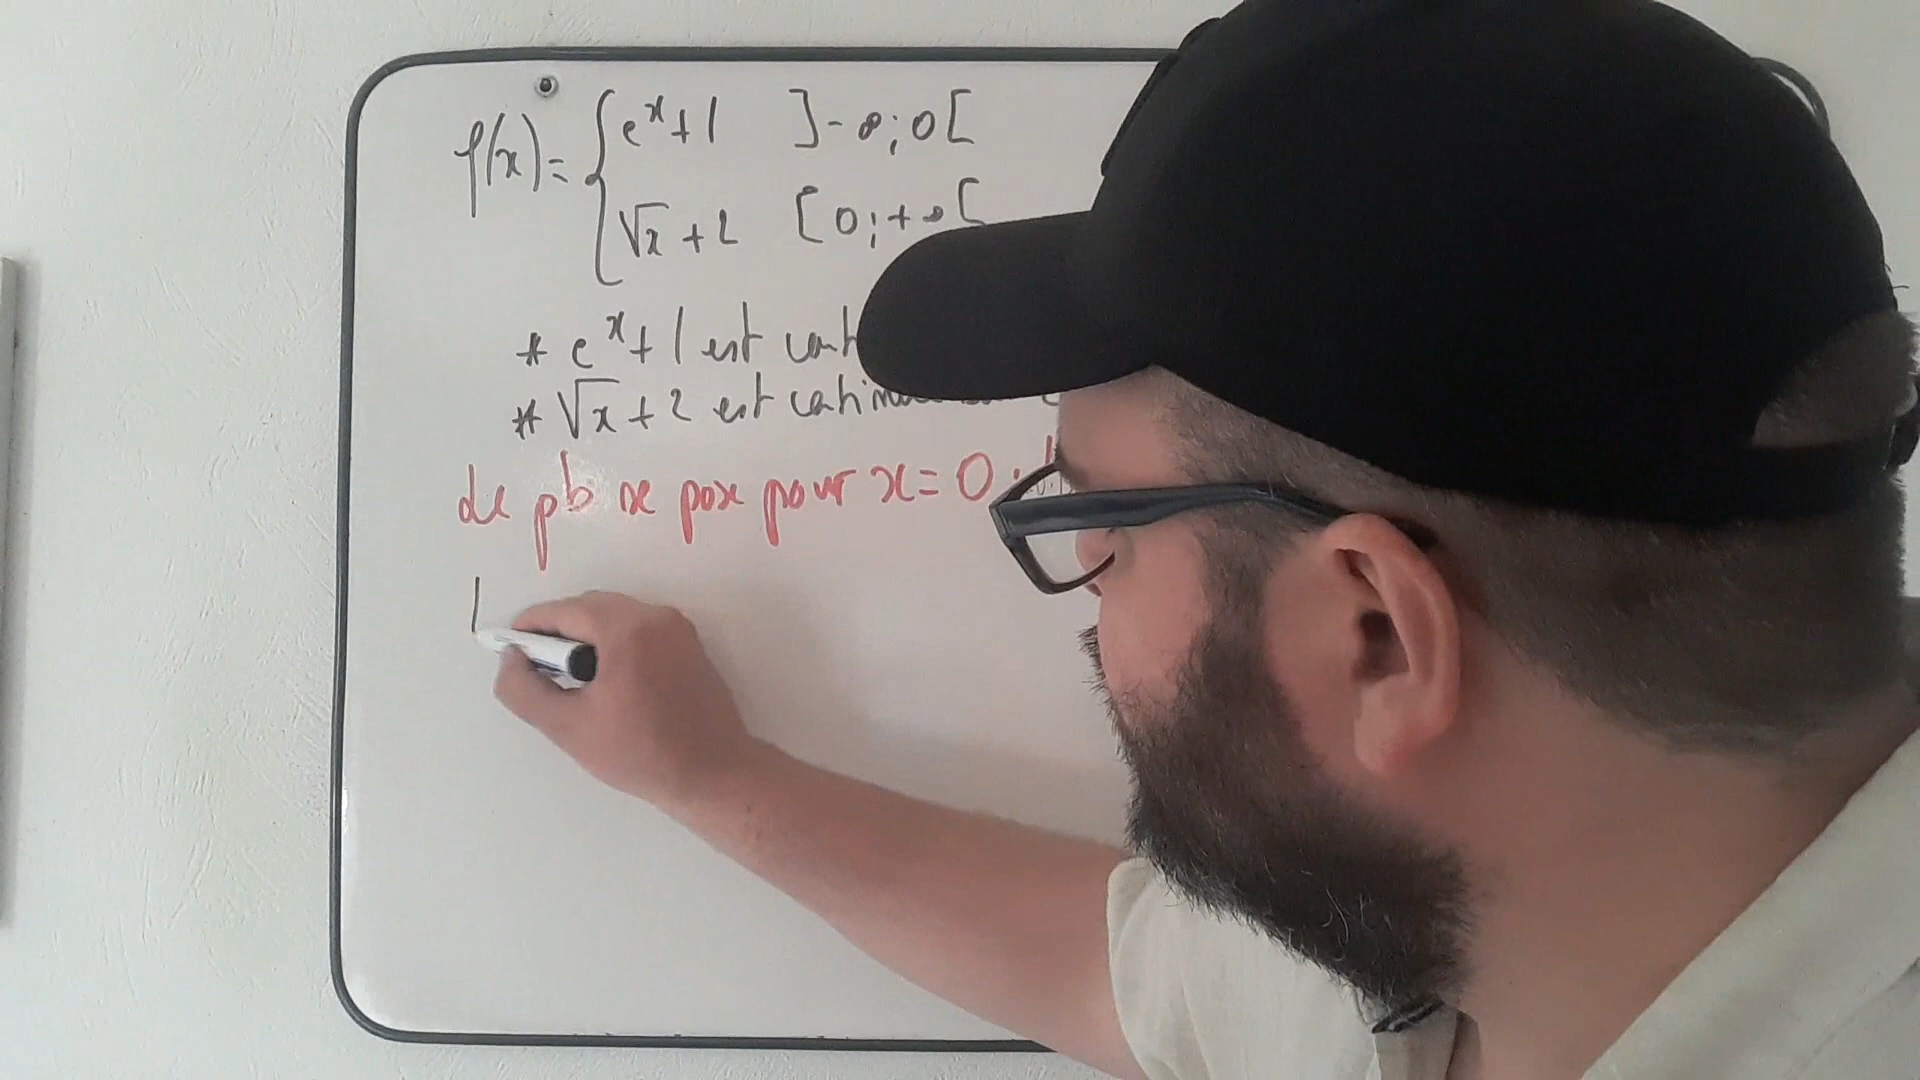 f(x) = { e^x + 1 ]-∞; 0[
√x + 2 [0; +∞[
* e^x + 1 est
* √x + 2 est
Le pb se pose pour x = 0